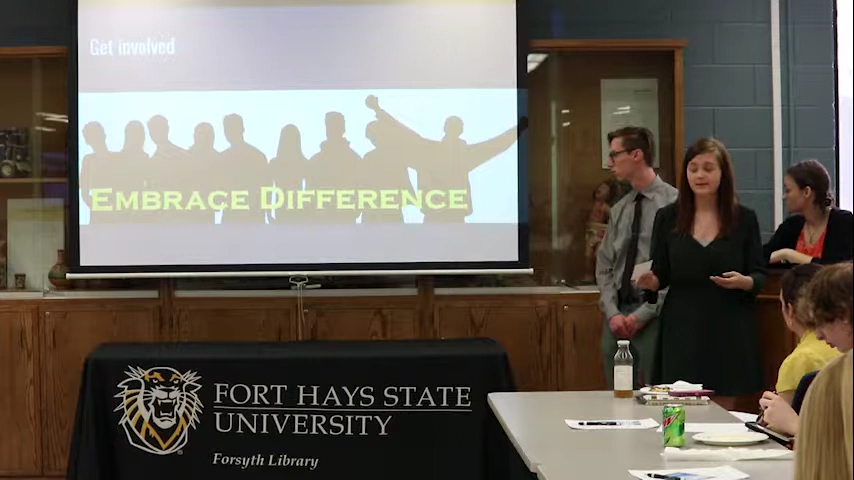 Get involved
EMBRACE DIFFERENCE
FORT HAYS STATE
UNIVERSITY
Forsyth Library